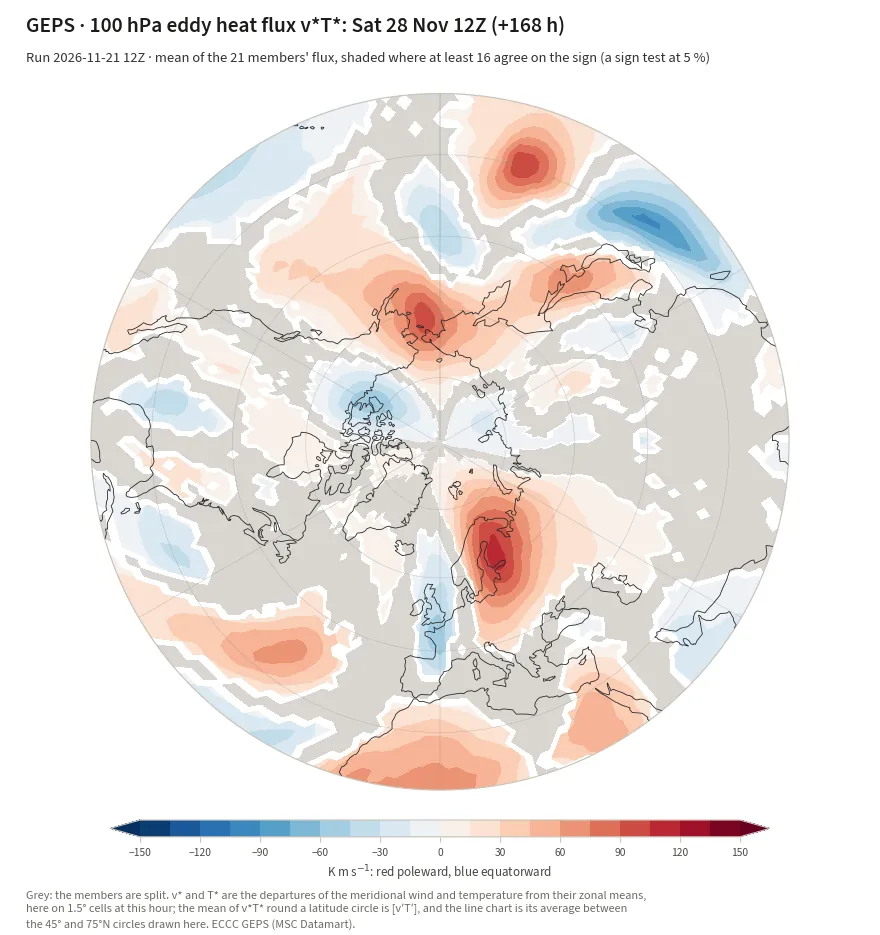 GEPS · 100 hPa eddy heat flux v*T*: Sat 28 Nov 12Z (+168 h)
Run 2026-11-21 12Z · mean of the 21 members' flux, shaded where at least 16 agree on the sign (a sign test at 5 %)
−150 −120 −90 −60 −30 0 30 60 90 120 150
K m s⁻¹: red poleward, blue equatorward
Grey: the members are split. v* and T* are the departures of the meridional wind and temperature from their zonal means,
here on 1.5° cells at this hour; the mean of v*T* round a latitude circle is [v'T'], and the line chart is its average between
the 45° and 75°N circles drawn here. ECCC GEPS (MSC Datamart).